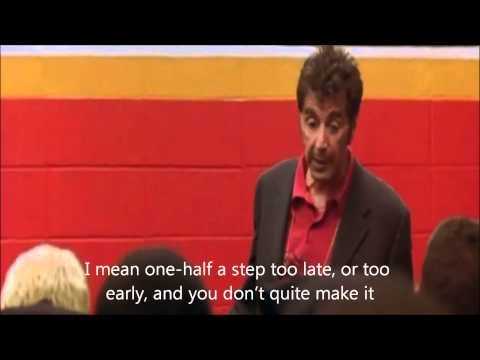 I mean one-half a step too late, or too
early, and you don’t quite make it